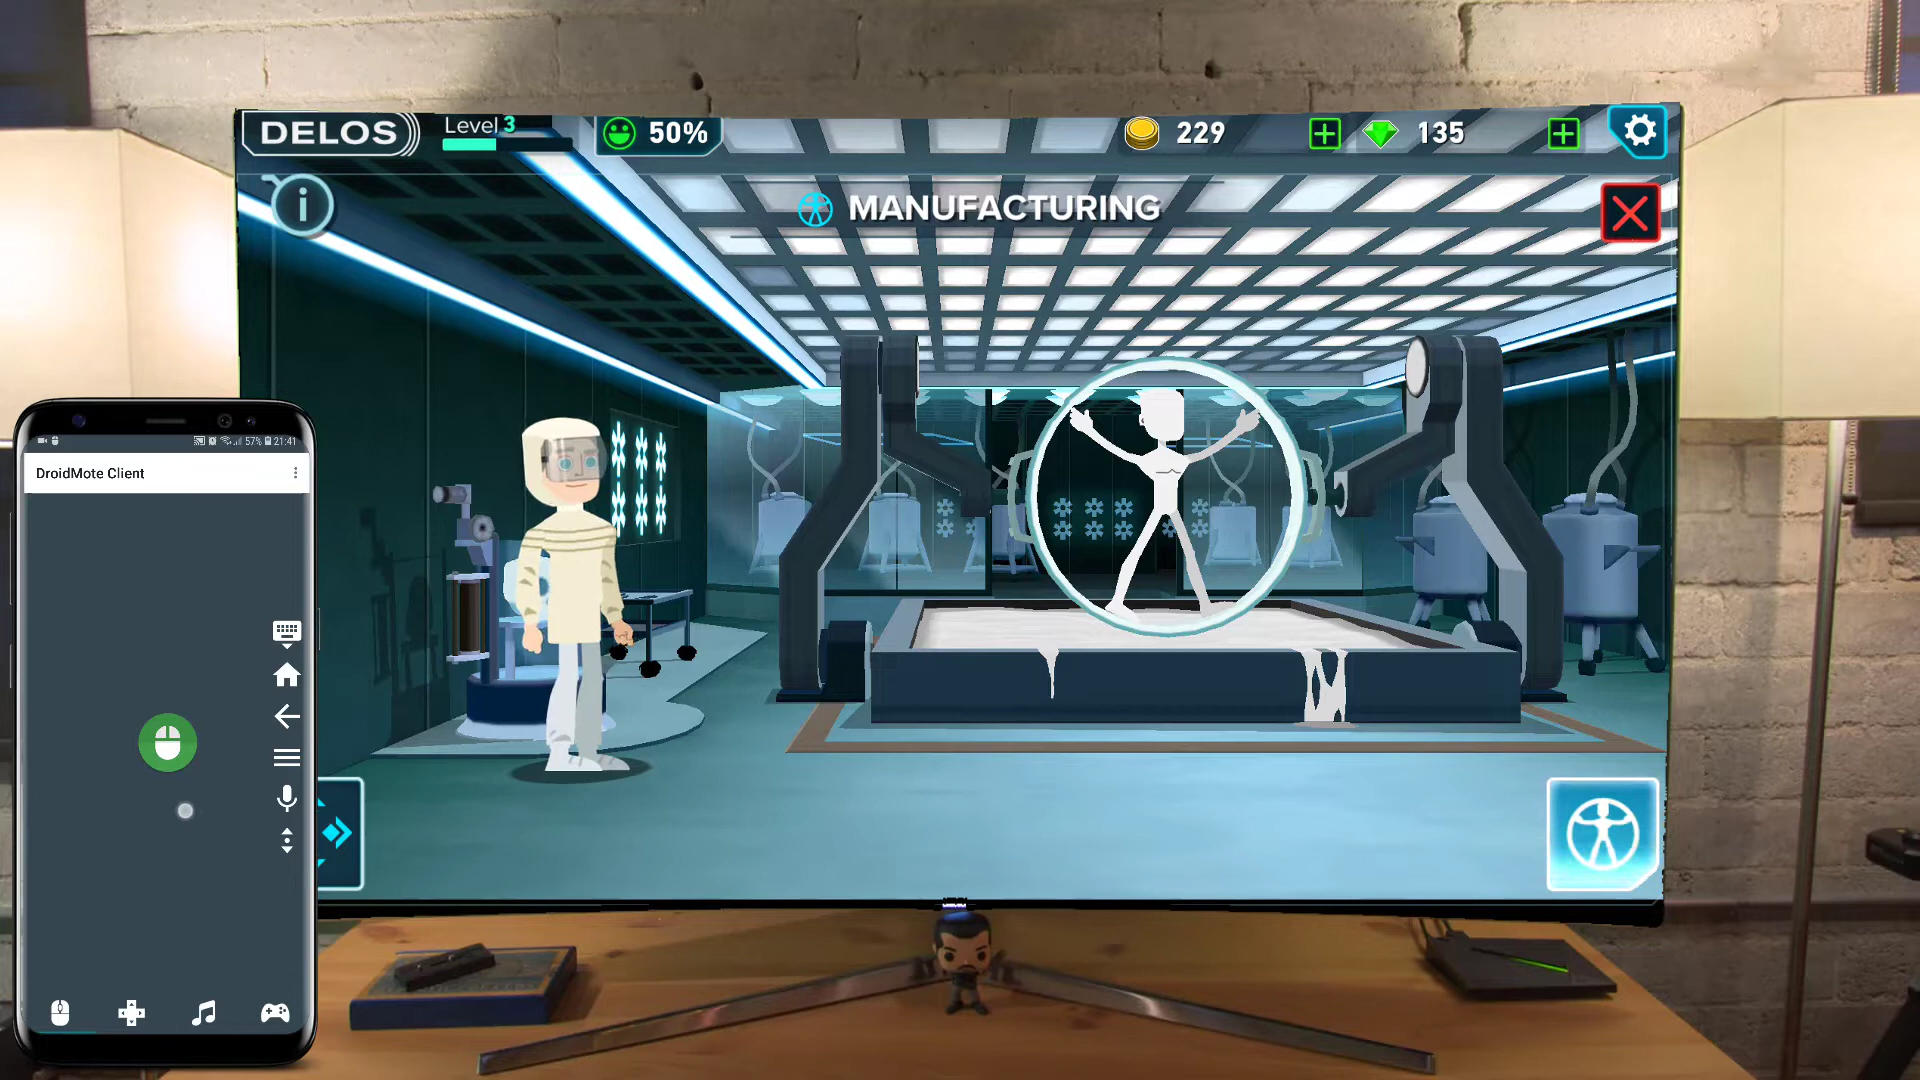 DELOS
Level 3
50%
229
135
i
MANUFACTURING
57% 21:41
DroidMote Client